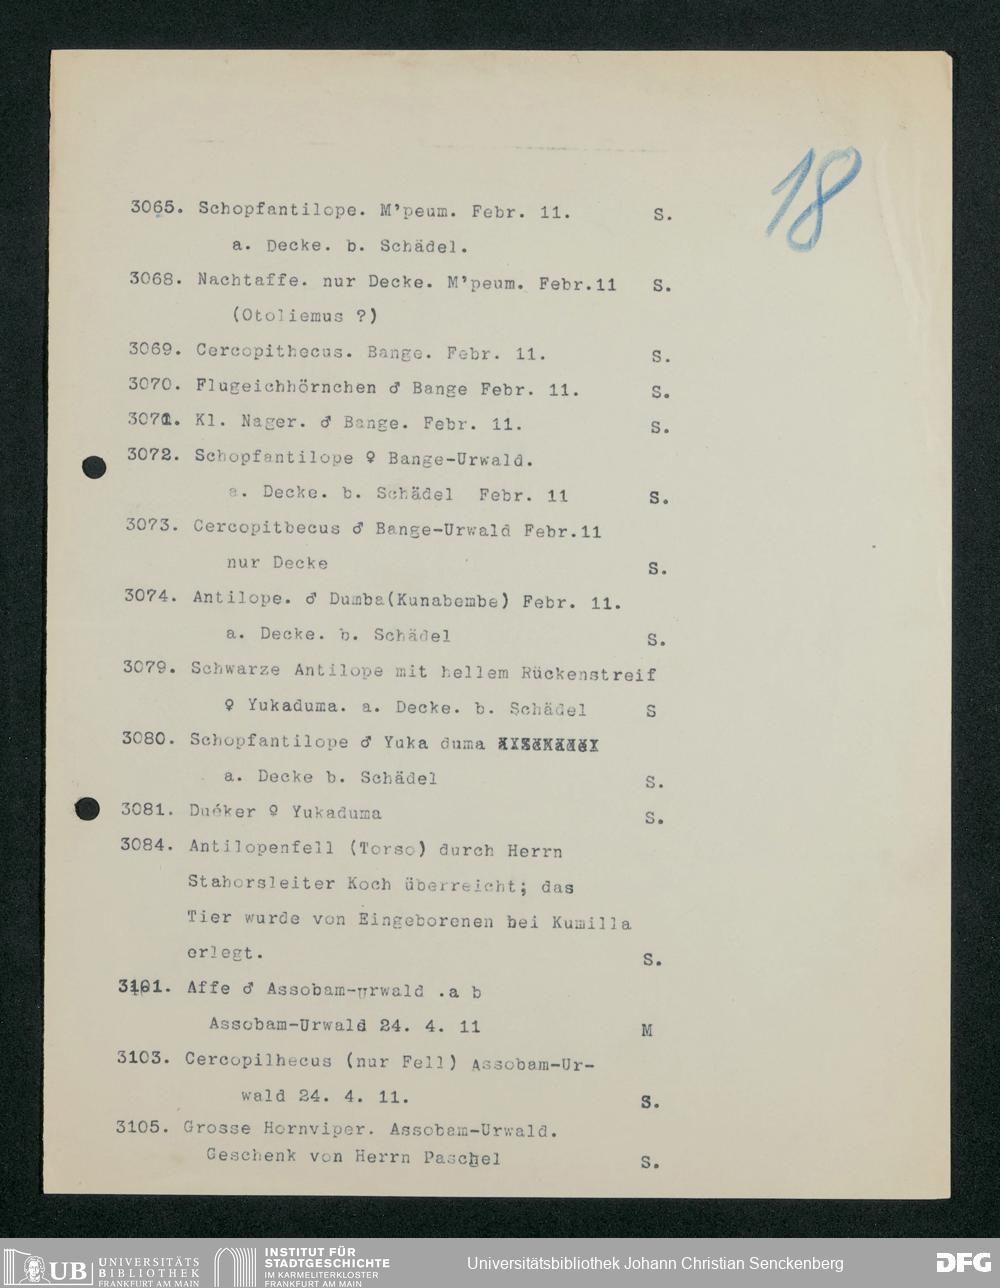 18
3065. Schopfantilope. M'peum. Febr. 11. S.
a. Decke. b. Schädel.
3068. Nachtaffe. nur Decke. M'peum. Febr.11 S.
(Otoliemus ?)
3069. Cercopithecus. Bange. Febr. 11. S.
3070. Flugeichhörnchen ♂ Bange Febr. 11. S.
3071. Kl. Nager. ♂ Bange. Febr. 11. S.
3072. Schopfantilope ♀ Bange-Urwald.
a. Decke. b. Schädel Febr. 11 S.
3073. Cercopitbecus ♂ Bange-Urwald Febr.11
nur Decke S.
3074. Antilope. ♂ Dumba(Kunabembe) Febr. 11.
a. Decke. b. Schädel S.
3079. Schwarze Antilope mit hellem Rückenstreif
♀ Yukaduma. a. Decke. b. Schädel S
3080. Schopfantilope ♂ Yuka duma
a. Decke b. Schädel S.
3081. Duéker ♀ Yukaduma S.
3084. Antilopenfell (Torso) durch Herrn
Stahorsleiter Koch überreicht; das
Tier wurde von Eingeborenen bei Kumilla
erlegt. S.
3101. Affe ♂ Assobam-Urwald .a b
Assobam-Urwald 24. 4. 11 M
3103. Cercopilhecus (nur Fell) Assobam-Ur-
wald 24. 4. 11. S.
3105. Grosse Hornviper. Assobam-Urwald.
Geschenk von Herrn Paschel S.
UB UNIVERSITÄTS
BIBLIOTHEK
FRANKFURT AM MAIN
INSTITUT FÜR
STADTGESCHICHTE
IM KARMELITERKLOSTER
FRANKFURT AM MAIN
Universitätsbibliothek Johann Christian Senckenberg
DFG